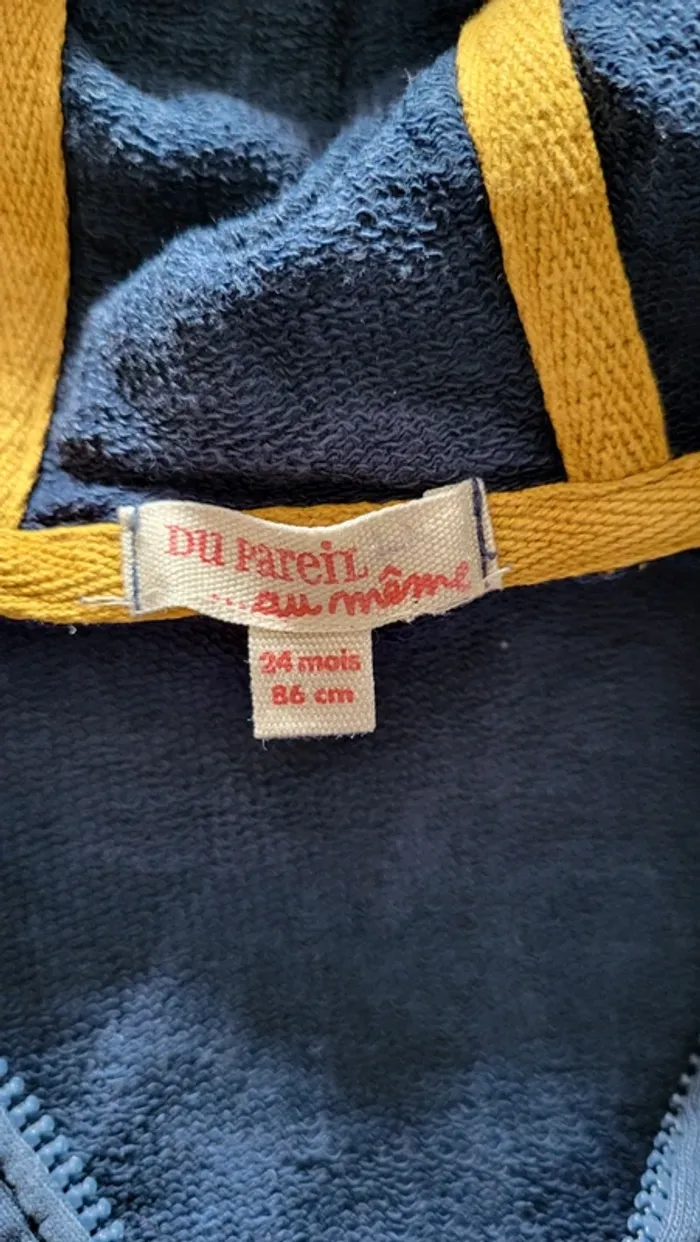 Du Pareil
...au même
24 mois
86 cm